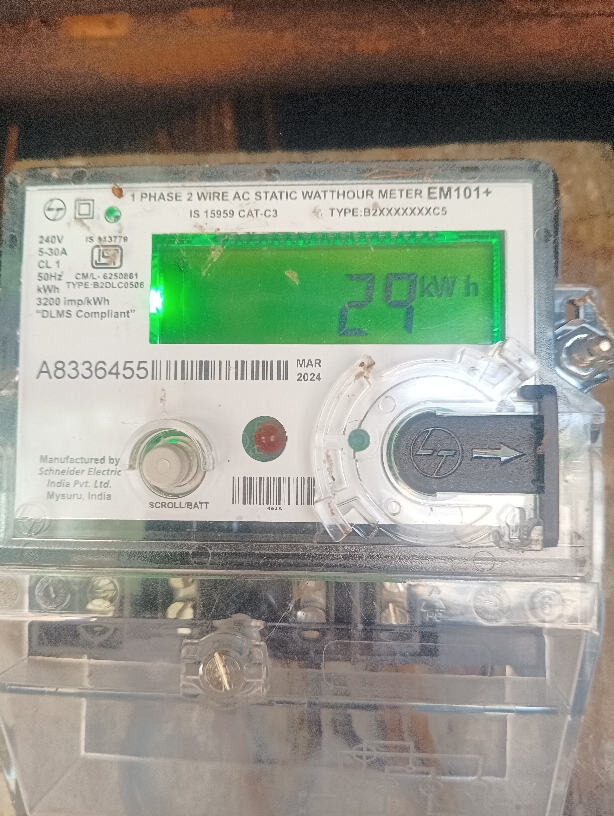 1 PHASE 2 WIRE AC STATIC WATTHOUR METER EM101+
IS 15959 CAT-C3 TYPE:B2XXXXXXXC5
240V
5-30A
CL 1
50Hz
kWh
3200 imp/kWh
"DLMS Compliant"
IS 13779
CM/L- 6250861
TYPE:B2DLC0506
29 kWh
A8336455
MAR
2024
LT
Manufactured by
Schneider Electric
India Pvt. Ltd.
Mysuru, India
SCROLL/BATT